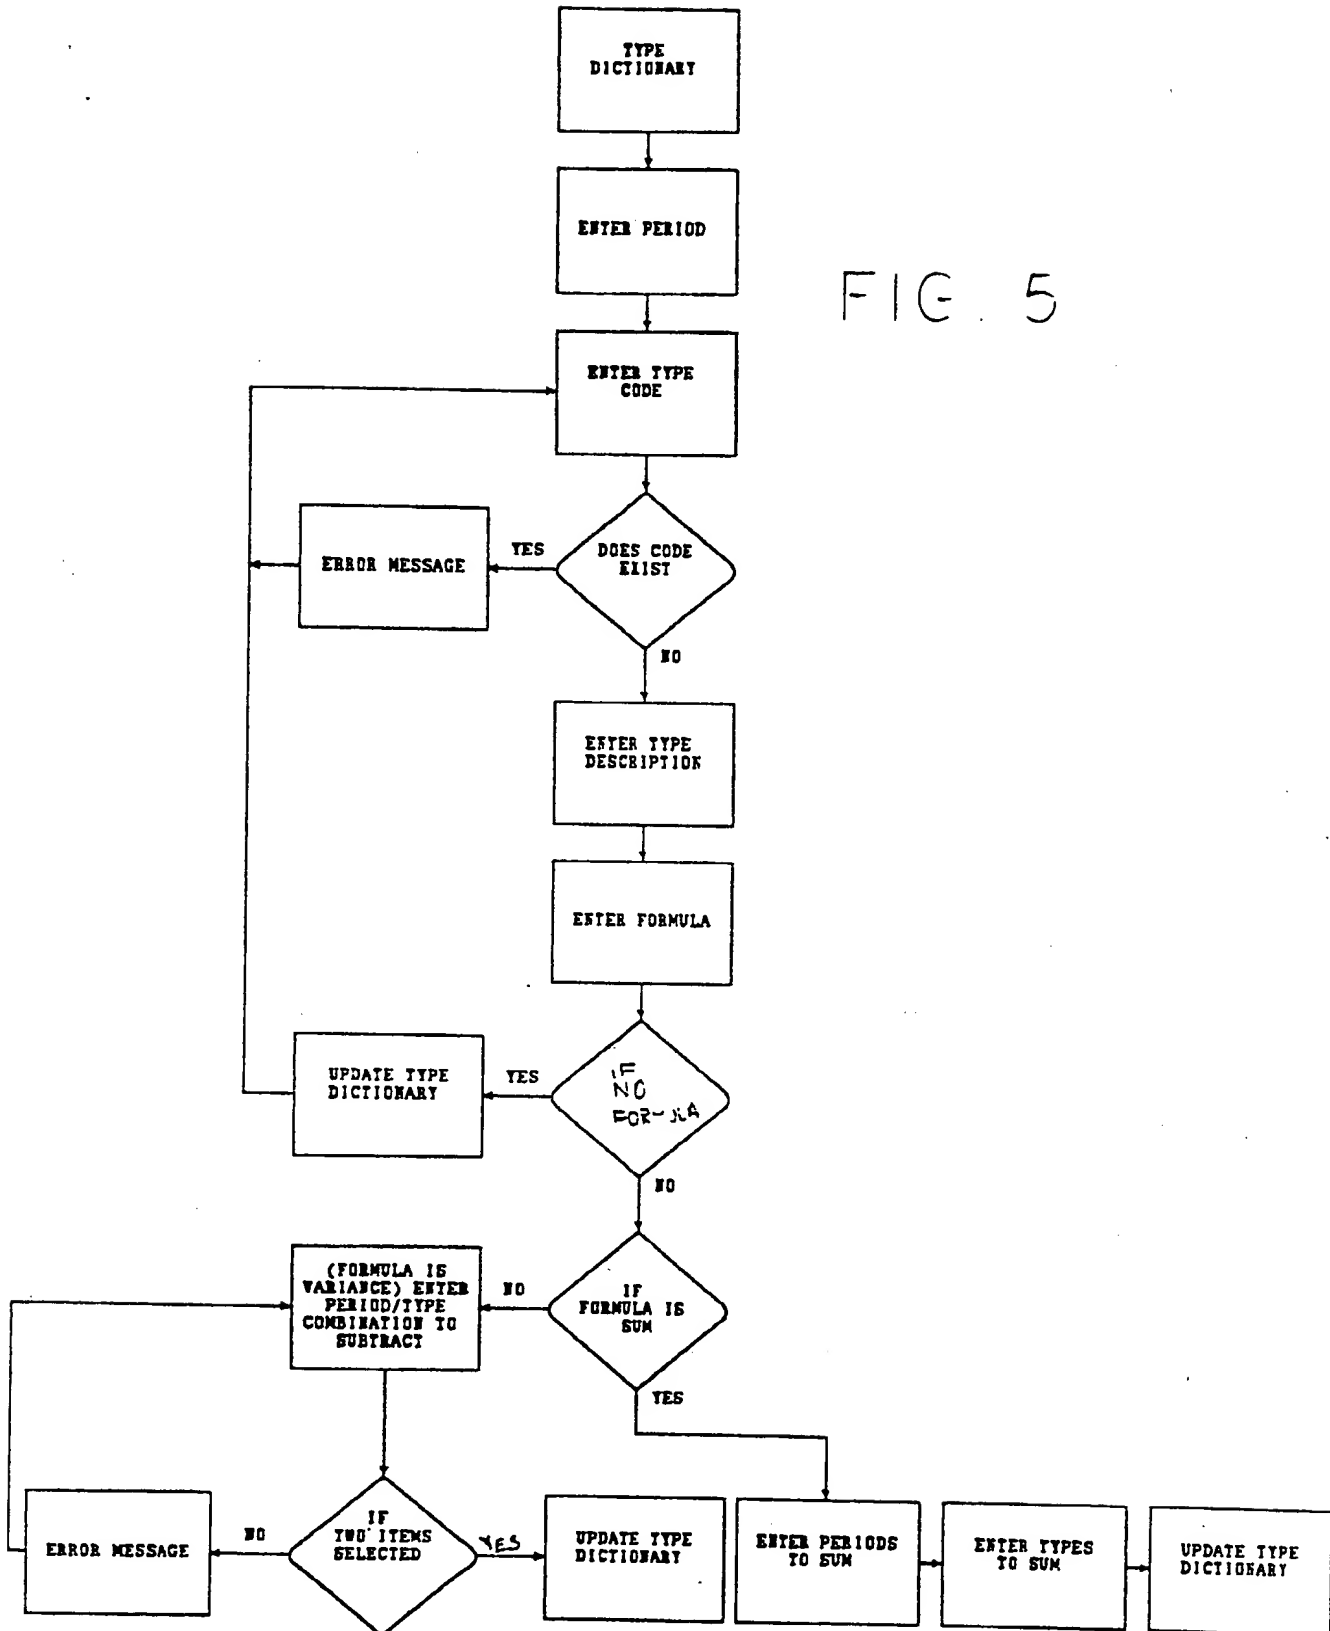 TYPE
DICTIONARY
ENTER PERIOD
FIG. 5
ENTER TYPE
CODE
ERROR MESSAGE
YES
DOES CODE
EXIST
NO
ENTER TYPE
DESCRIPTION
ENTER FORMULA
UPDATE TYPE
DICTIONARY
YES
IF
NO
NO
(FORMULA IS
VARIANCE) ENTER
PERIOD/TYPE
COMBINATION TO
SUBTRACT
NO
IF
FORMULA IS
SUM
YES
ERROR MESSAGE
NO
IF
TWO ITEMS
SELECTED
YES
UPDATE TYPE
DICTIONARY
ENTER PERIODS
TO SUM
ENTER TYPES
TO SUM
UPDATE TYPE
DICTIONARY